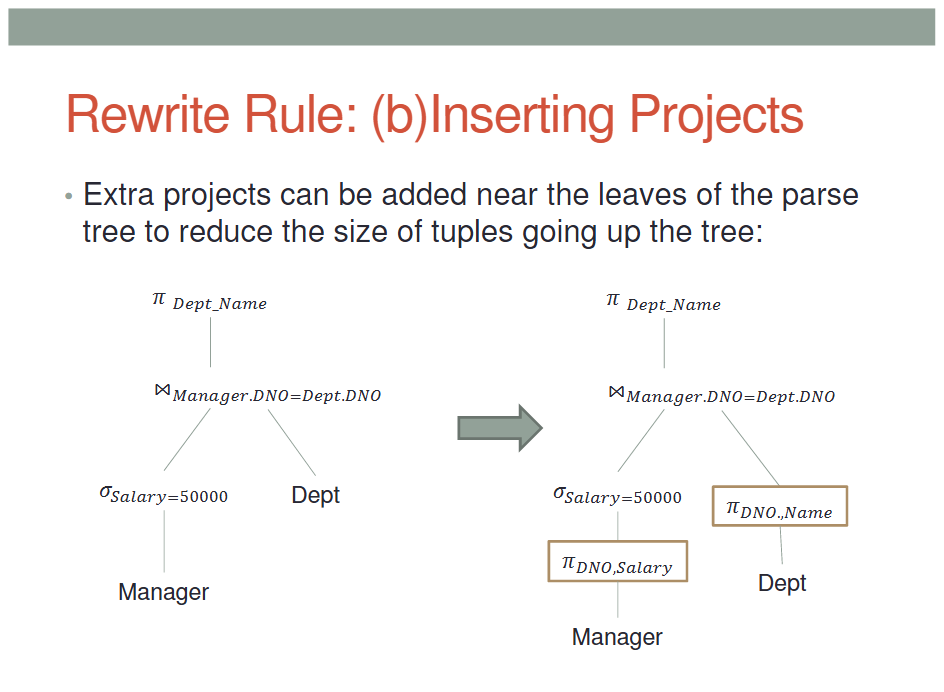 Rewrite Rule: (b)Inserting Projects
• Extra projects can be added near the leaves of the parse
tree to reduce the size of tuples going up the tree:
π Dept_Name
⋈Manager.DNO=Dept.DNO
σSalary=50000
Dept
Manager
π Dept_Name
⋈Manager.DNO=Dept.DNO
σSalary=50000
πDNO.,Name
πDNO,Salary
Dept
Manager